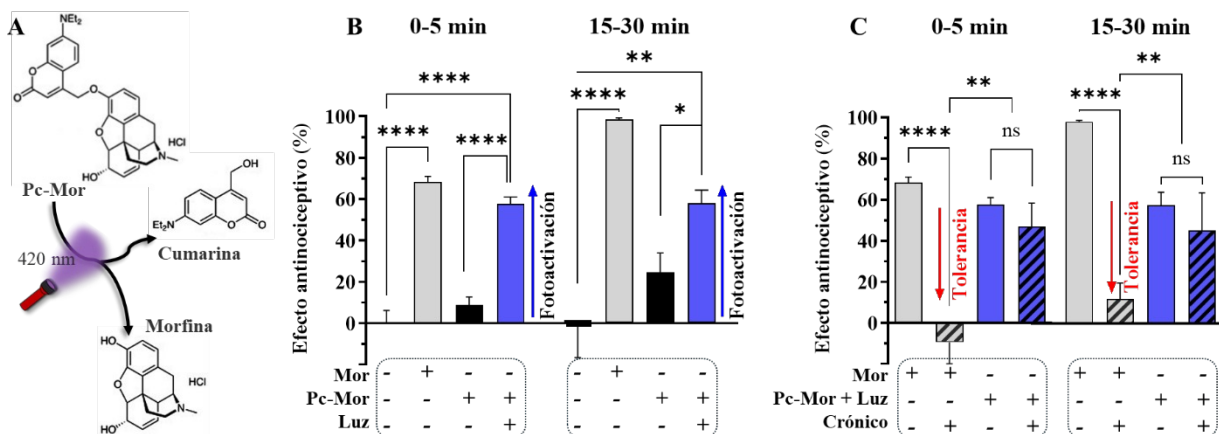 A
NEt₂
O
O
O
O
HCl
N
HO
Pc-Mor
OH
Et₂N
O
O
Cumarina
420 nm
Morfina
HO
O
HCl
N
HO
B
0-5 min
15-30 min
Efecto antinociceptivo (%)
100
80
60
40
20
0
****
****
****
**
****
*
Fotoactivación
Fotoactivación
Mor - + - - - + - -
Pc-Mor - - + + - - + +
Luz - - - + - - - +
C
0-5 min
15-30 min
Efecto antinociceptivo (%)
100
80
60
40
20
0
**
****
ns
**
****
ns
Tolerancia
Tolerancia
Mor + + - - + + - -
Pc-Mor + Luz - - + + - - + +
Crónico - + - + - + - +